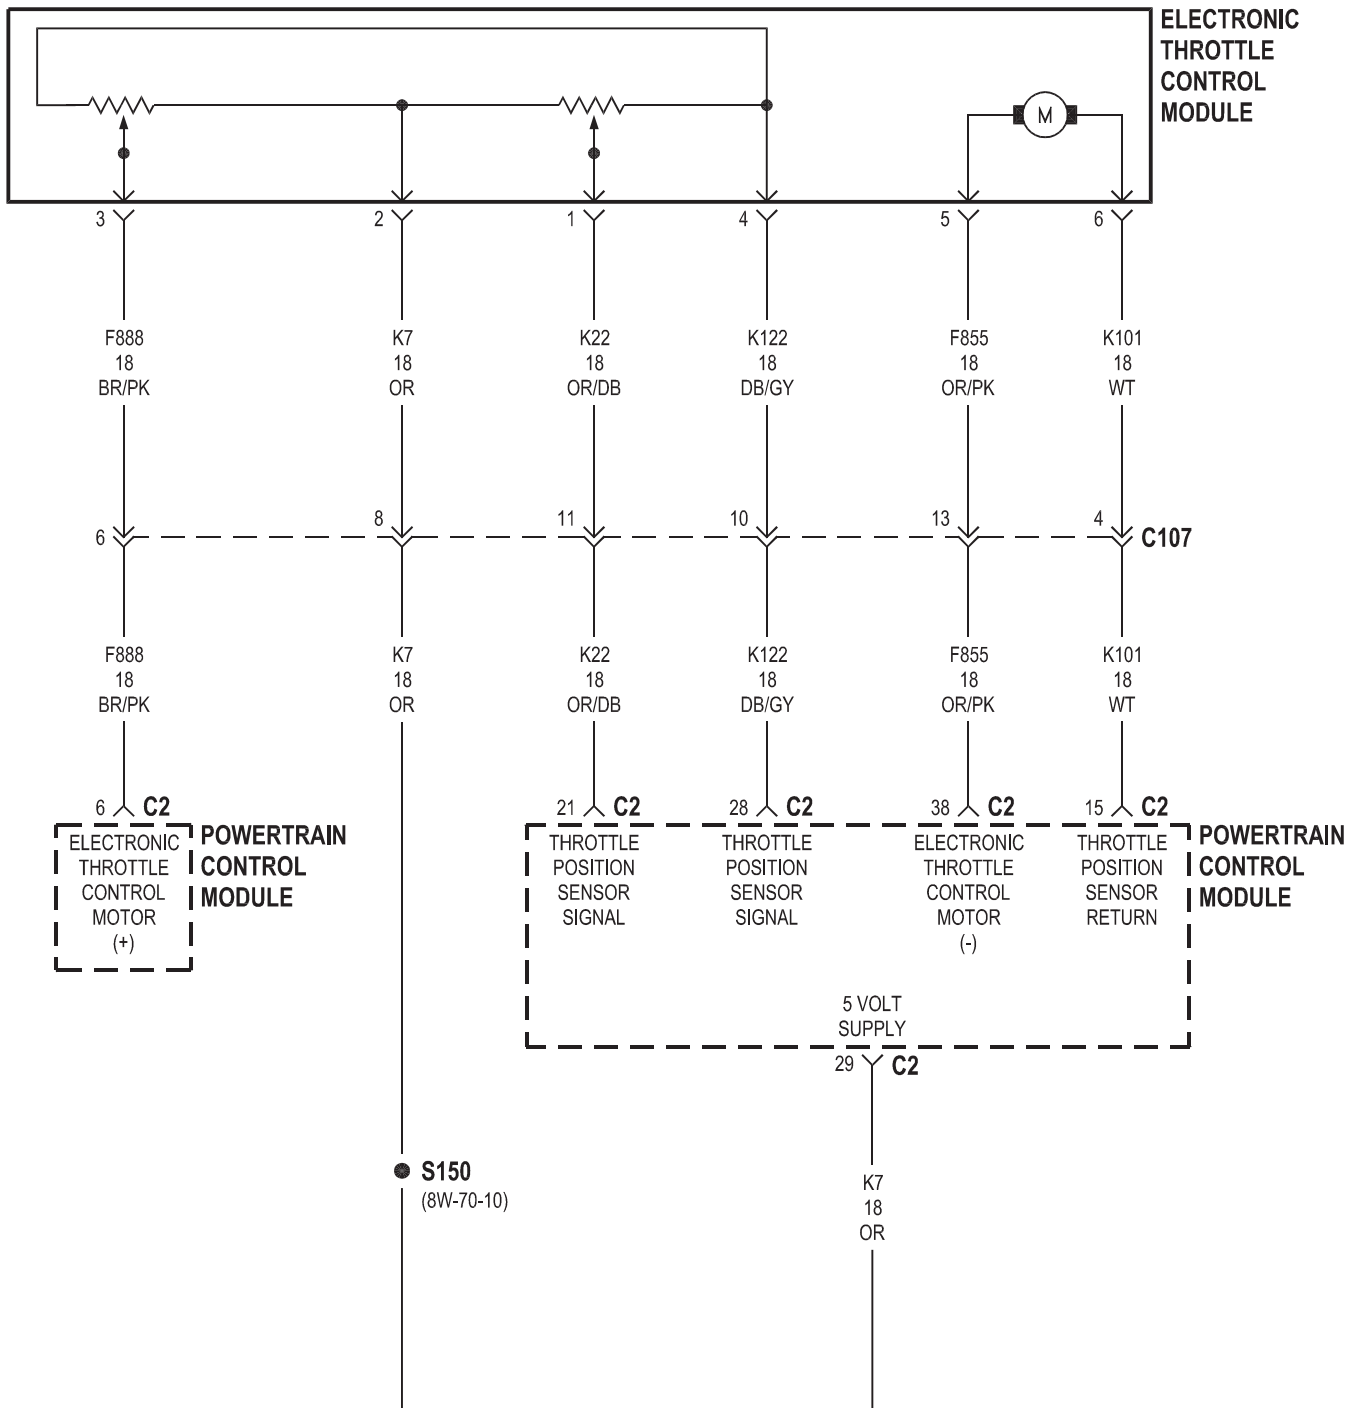 ELECTRONIC
THROTTLE
CONTROL
MODULE
M
3
2
1
4
5
6
F888
18
BR/PK
K7
18
OR
K22
18
OR/DB
K122
18
DB/GY
F855
18
OR/PK
K101
18
WT
6
8
11
10
13
4
C107
F888
18
BR/PK
K7
18
OR
K22
18
OR/DB
K122
18
DB/GY
F855
18
OR/PK
K101
18
WT
6 C2
21 C2
28 C2
38 C2
15 C2
ELECTRONIC
THROTTLE
CONTROL
MOTOR
(+)
POWERTRAIN
CONTROL
MODULE
THROTTLE
POSITION
SENSOR
SIGNAL
THROTTLE
POSITION
SENSOR
SIGNAL
ELECTRONIC
THROTTLE
CONTROL
MOTOR
(-)
THROTTLE
POSITION
SENSOR
RETURN
POWERTRAIN
CONTROL
MODULE
5 VOLT
SUPPLY
29 C2
S150
(8W-70-10)
K7
18
OR